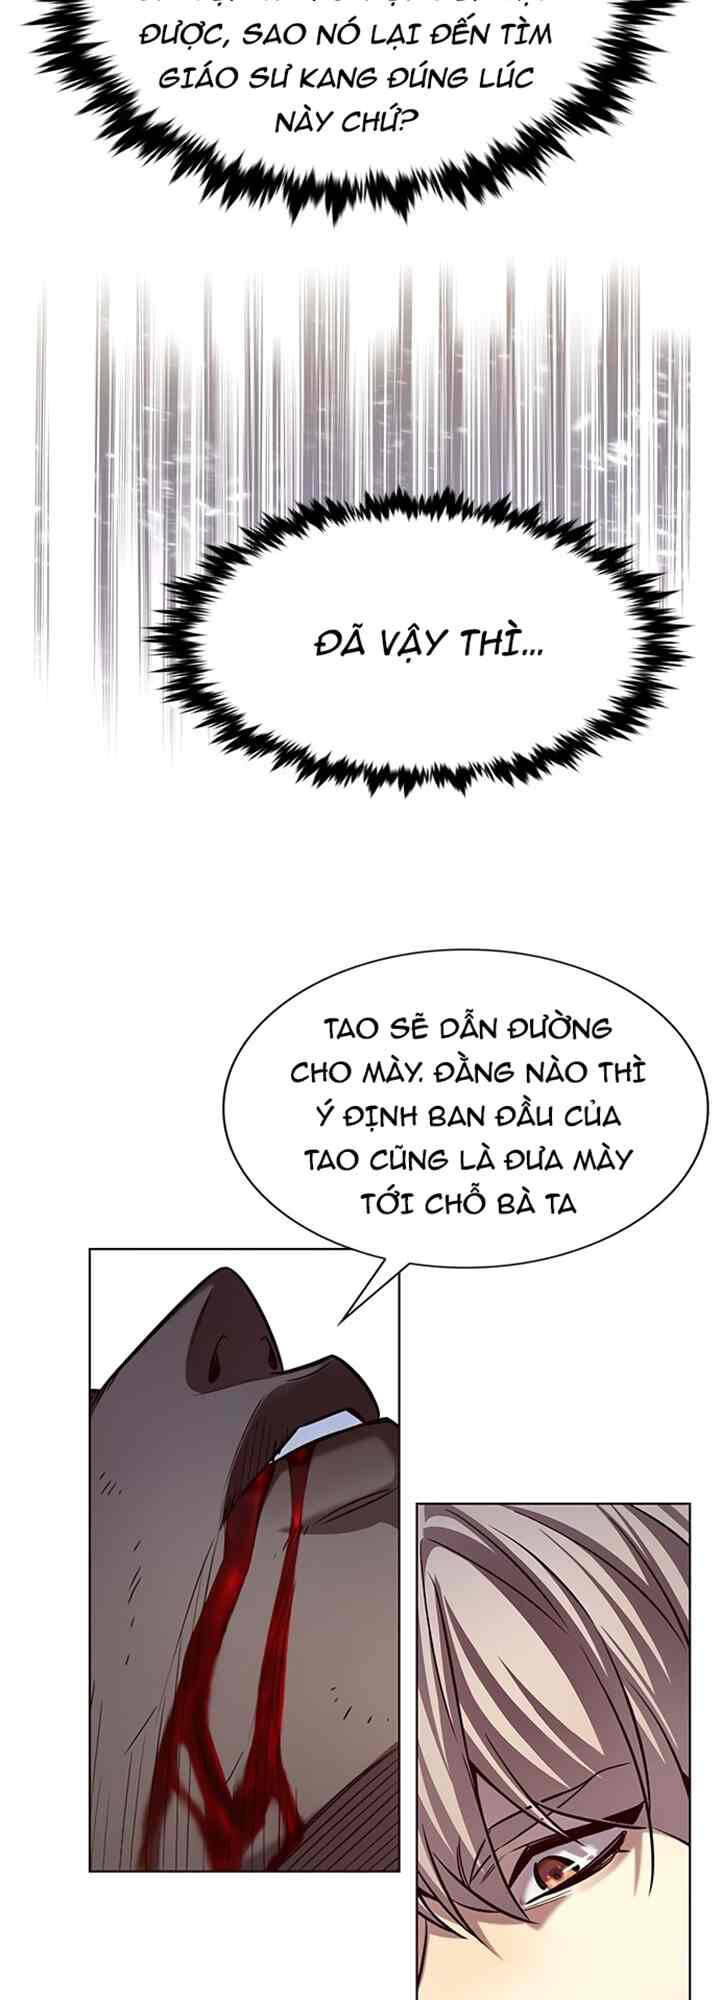 ĐƯỢC, SAO NÓ LẠI ĐẾN TÌM
GIÁO SƯ KANG ĐÚNG LÚC
NÀY CHỨ?
ĐÃ VẬY THÌ...
TAO SẼ DẪN ĐƯỜNG
CHO MÀY. ĐẰNG NÀO THÌ
Ý ĐỊNH BAN ĐẦU CỦA
TAO CŨNG LÀ ĐƯA MÀY
TỚI CHỖ BÀ TA